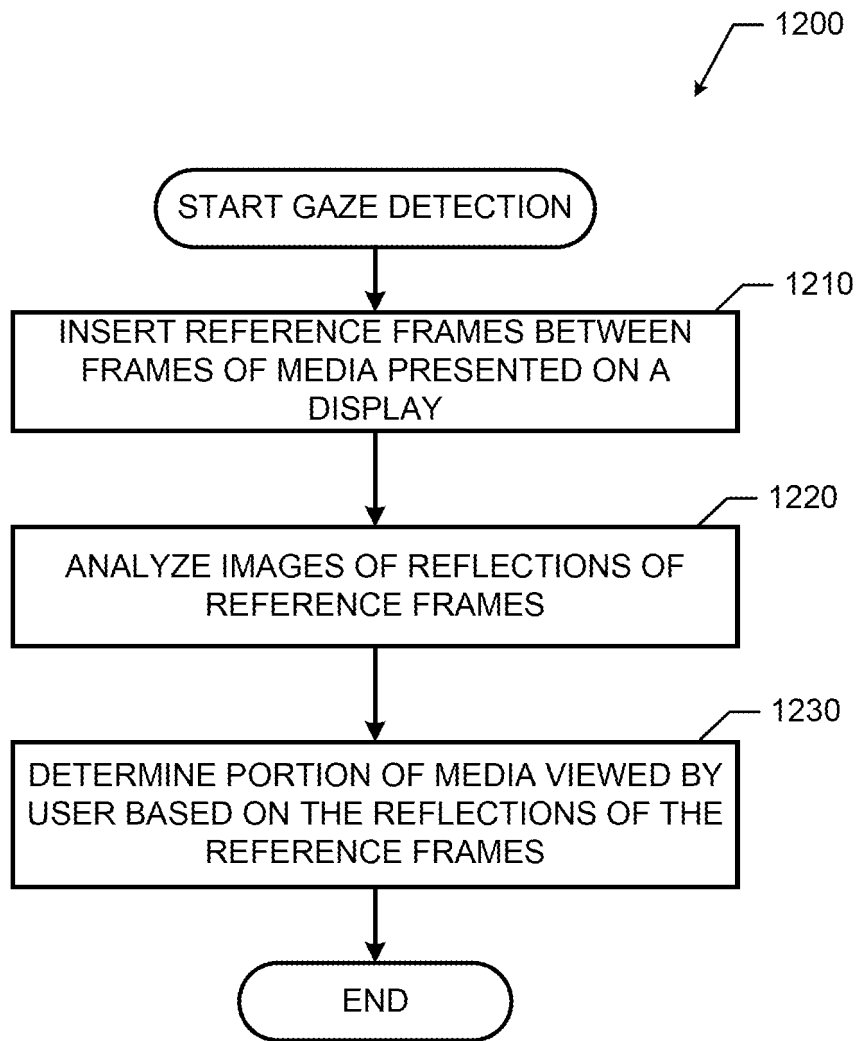 1200
START GAZE DETECTION
1210
INSERT REFERENCE FRAMES BETWEEN
FRAMES OF MEDIA PRESENTED ON A
DISPLAY
1220
ANALYZE IMAGES OF REFLECTIONS OF
REFERENCE FRAMES
1230
DETERMINE PORTION OF MEDIA VIEWED BY
USER BASED ON THE REFLECTIONS OF THE
REFERENCE FRAMES
END